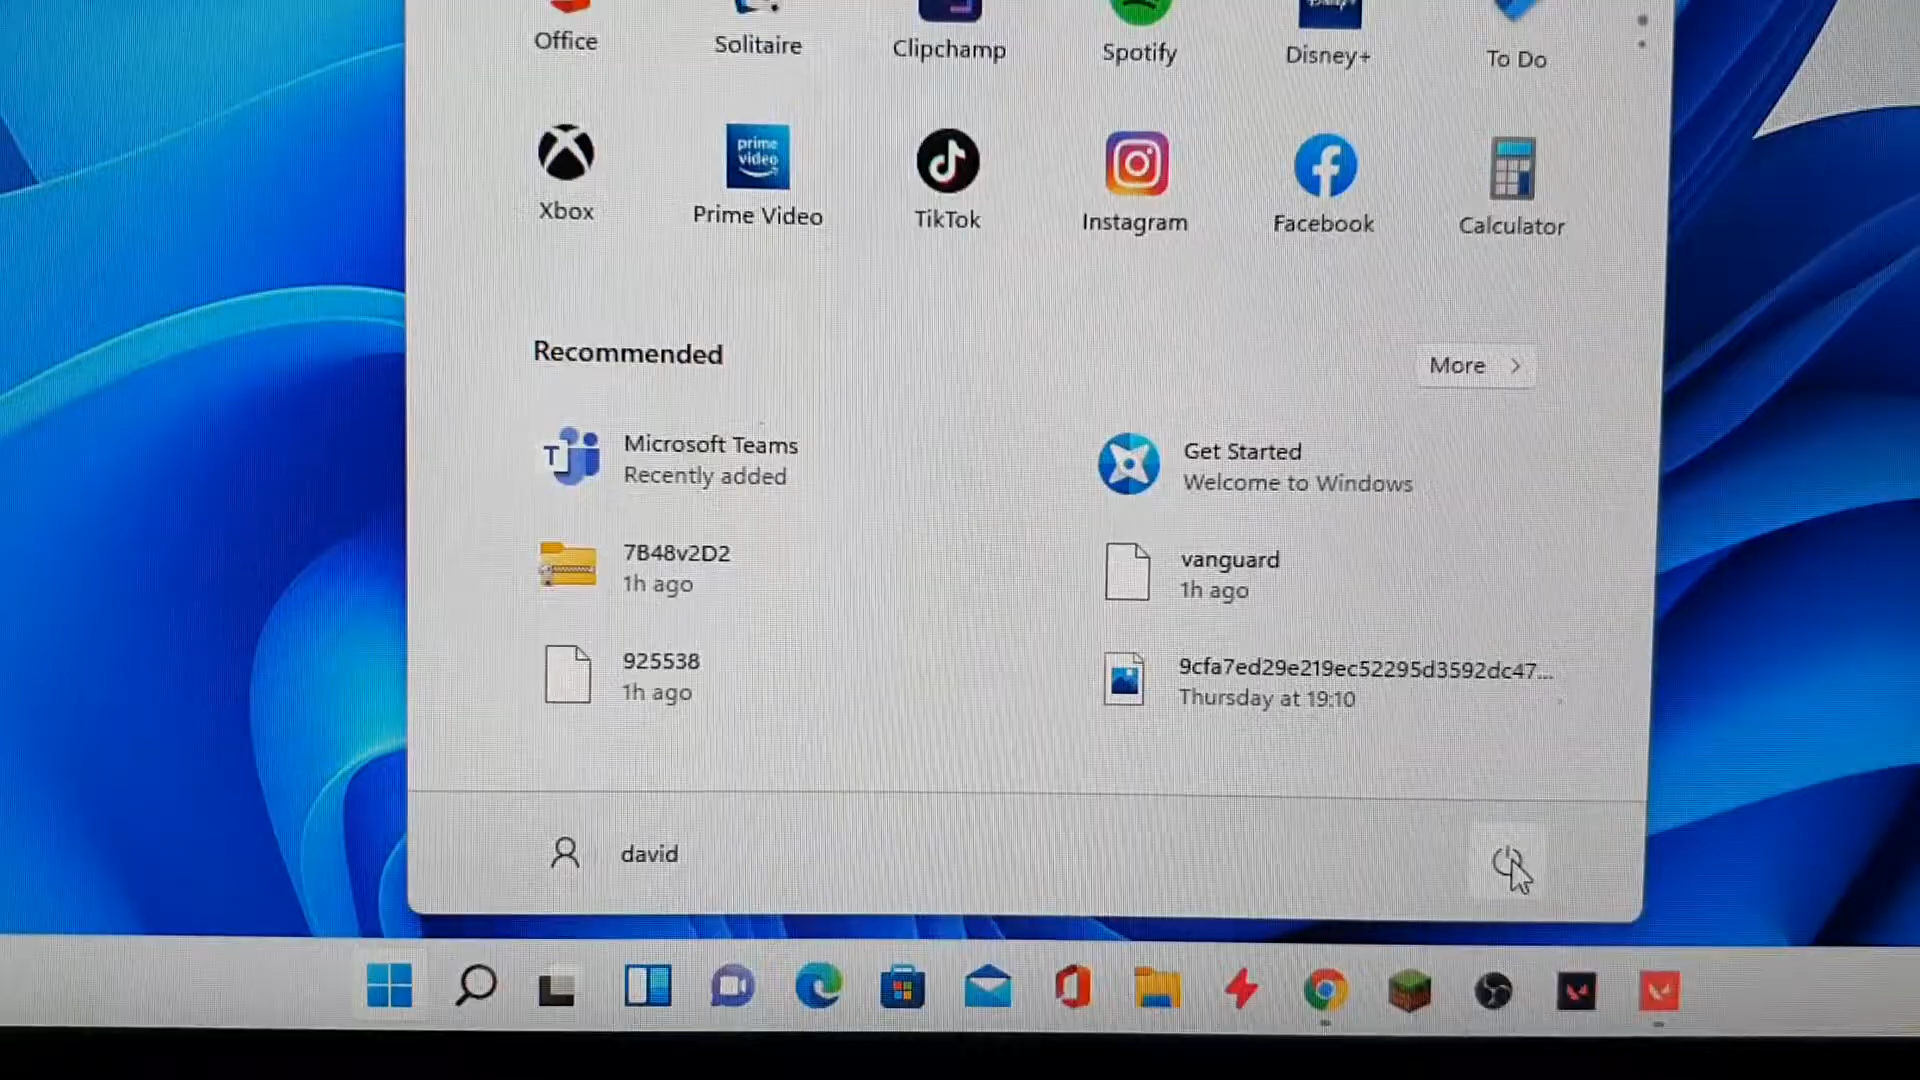 Office
Solitaire
Clipchamp
Spotify
Disney+
To Do
Xbox
prime
video
Prime Video
TikTok
Instagram
Facebook
Calculator
Recommended
More
T
Microsoft Teams
Recently added
Get Started
Welcome to Windows
7B48v2D2
1h ago
vanguard
1h ago
925538
1h ago
9cfa7ed29e219ec52295d3592dc47...
Thursday at 19:10
david